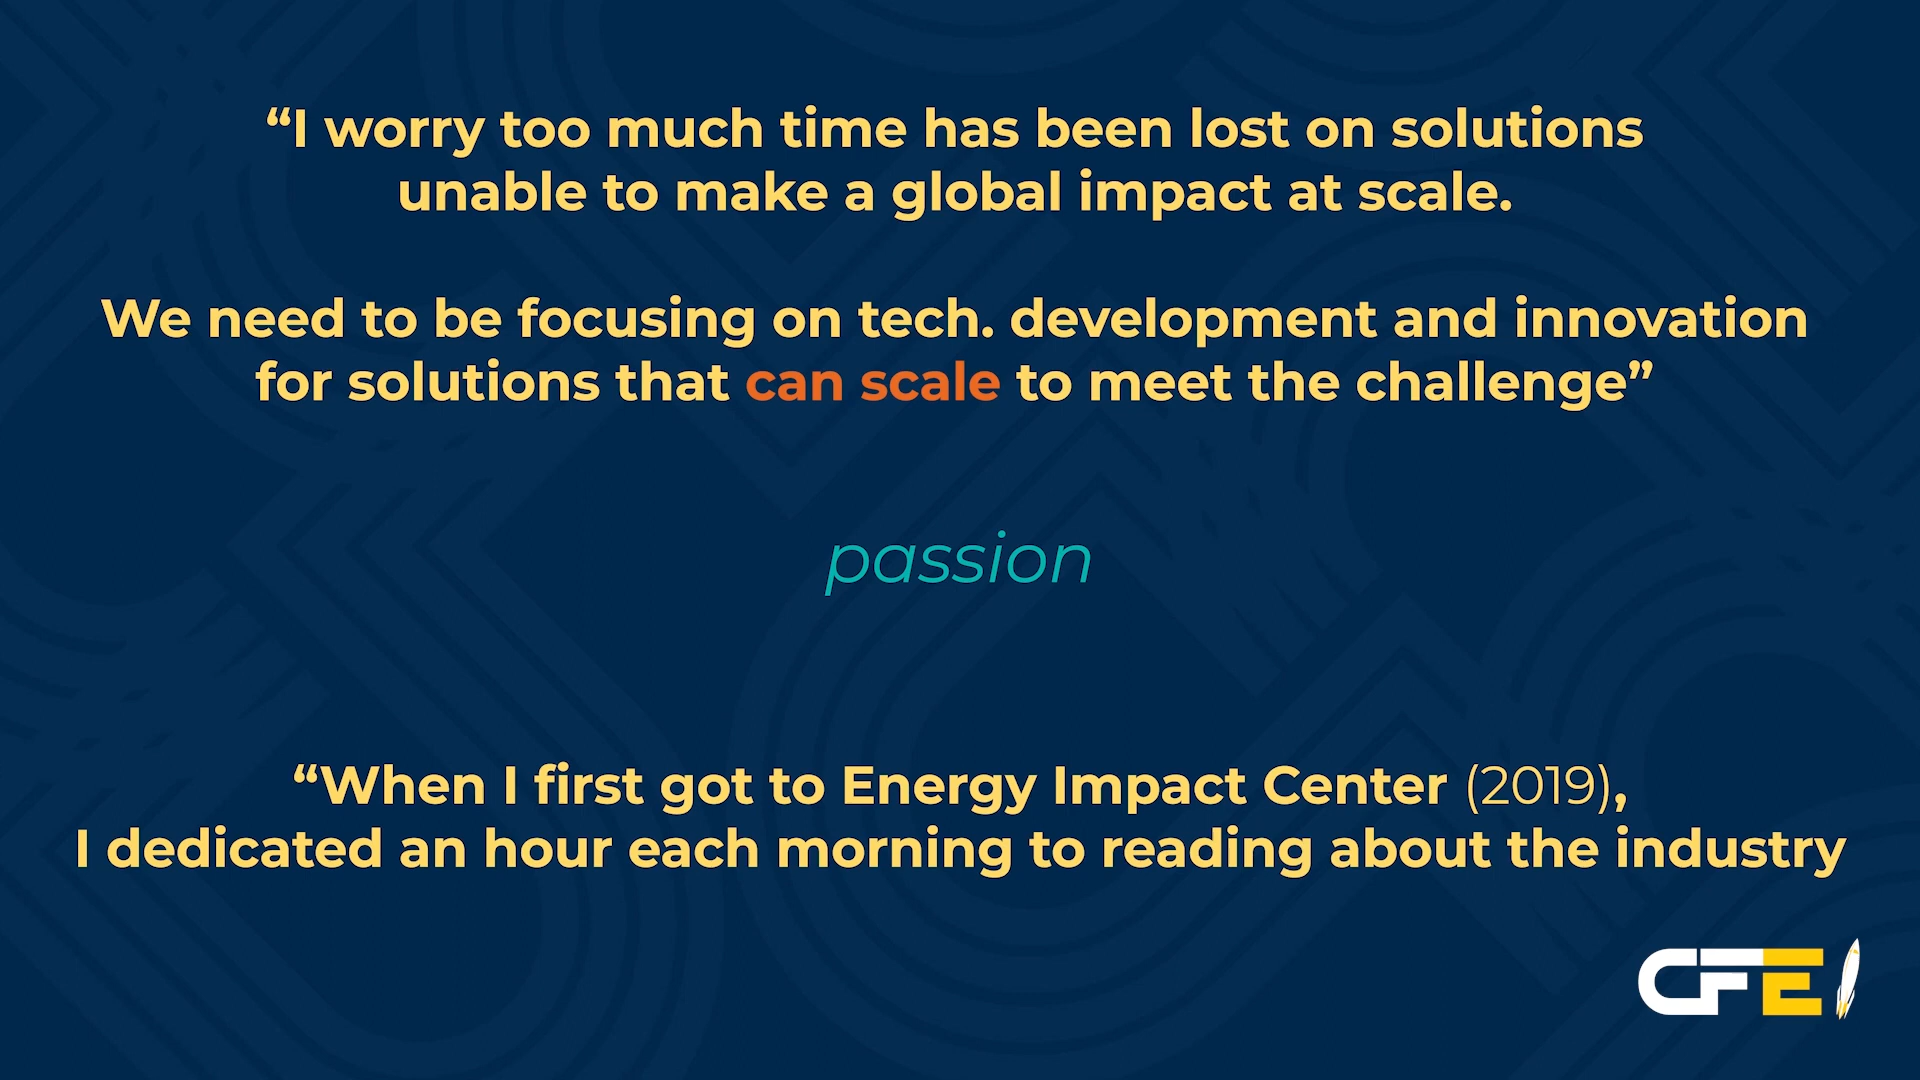 “I worry too much time has been lost on solutions
unable to make a global impact at scale.
We need to be focusing on tech. development and innovation
for solutions that can scale to meet the challenge”
passion
“When I first got to Energy Impact Center (2019),
I dedicated an hour each morning to reading about the industry
CFE